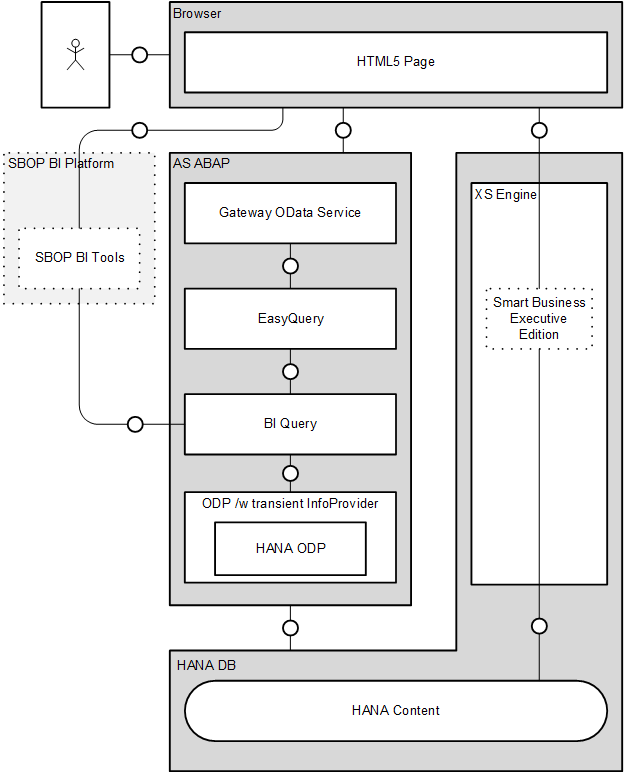 Browser
HTML5 Page
SBOP BI Platform
SBOP BI Tools
AS ABAP
Gateway OData Service
EasyQuery
BI Query
ODP /w transient InfoProvider
HANA ODP
XS Engine
Smart Business
Executive
Edition
HANA DB
HANA Content